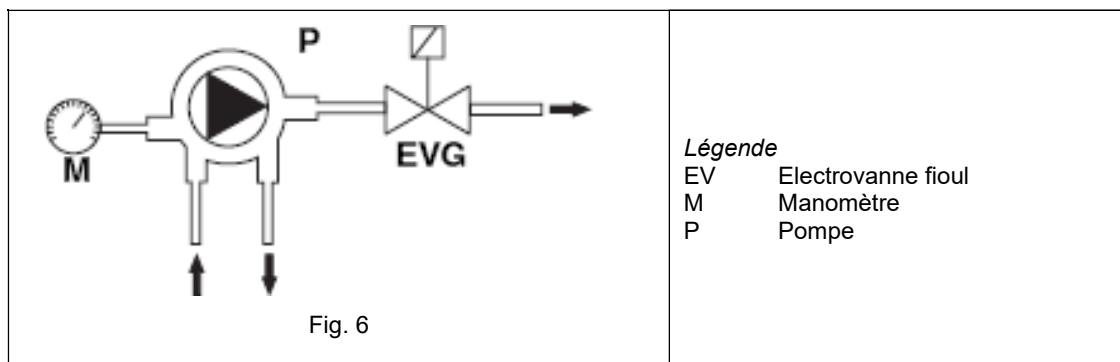 P
M
EVG
Fig. 6
Légende
EV Electrovanne fioul
M Manomètre
P Pompe